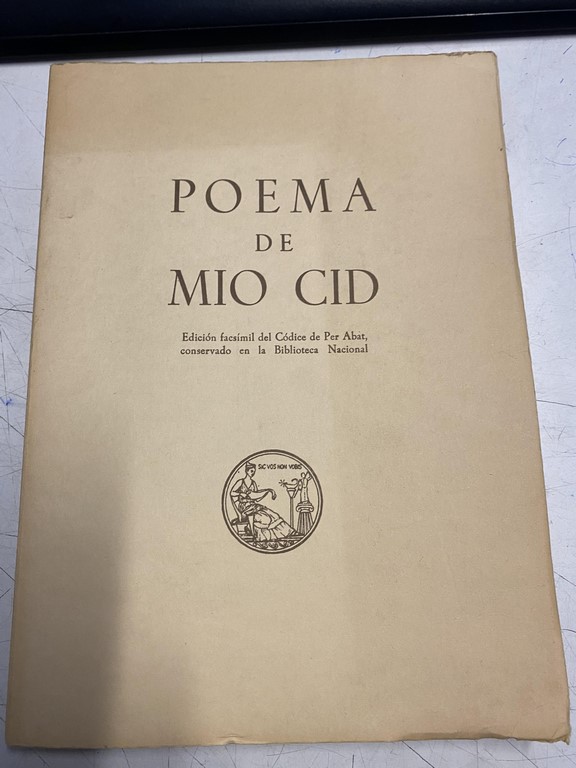 POEMA
DE
MIO CID
Edición facsímil del Códice de Per Abat,
conservado en la Biblioteca Nacional
SIC VOS NON VOBIS